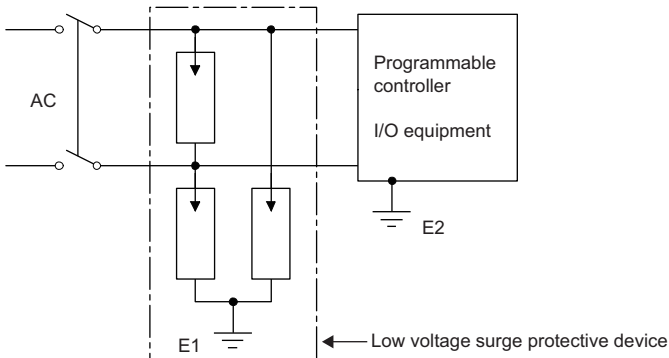 Programmable
controller
AC
I/O equipment
E2
E1
Low voltage surge protective device